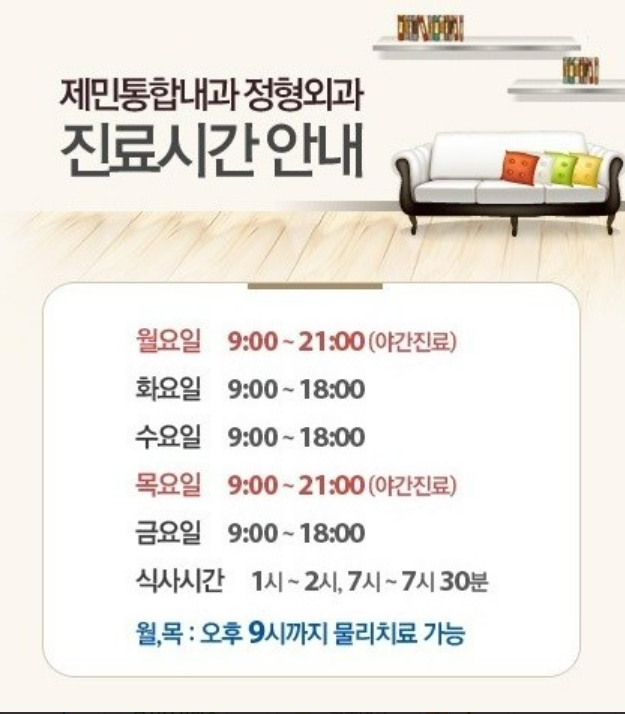 제민통합내과 정형외과
진료시간 안내
월요일 9:00 ~ 21:00 (야간진료)
화요일 9:00 ~ 18:00
수요일 9:00 ~ 18:00
목요일 9:00 ~ 21:00 (야간진료)
금요일 9:00 ~ 18:00
식사시간 1시 ~ 2시, 7시 ~ 7시 30분
월,목 : 오후 9시까지 물리치료 가능